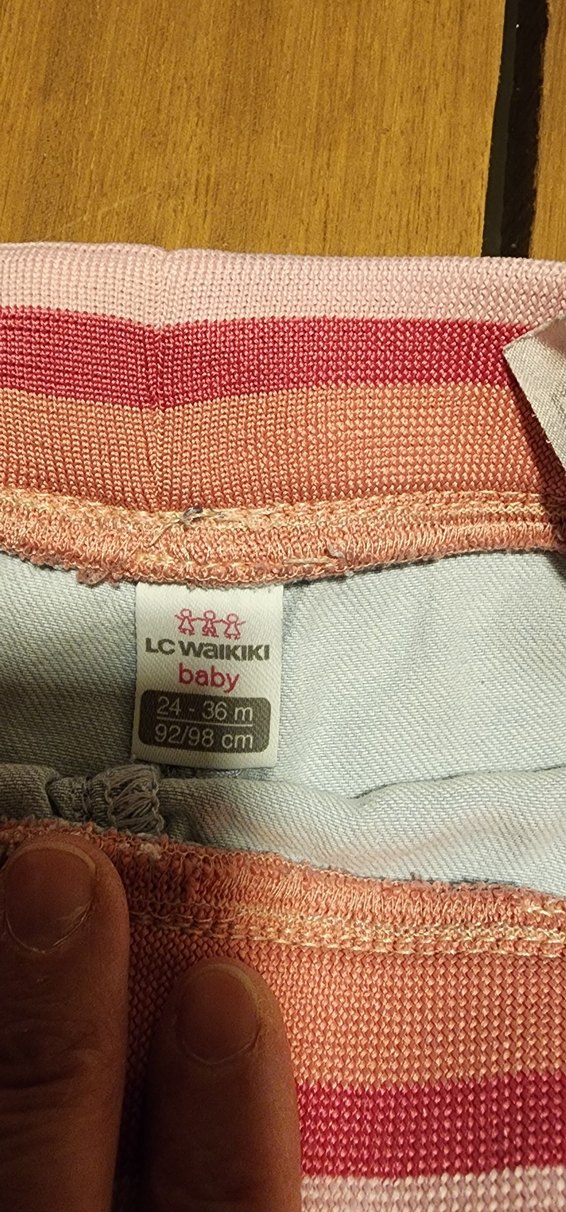 LC WAIKIKI
baby
24 - 36 m
92/98 cm